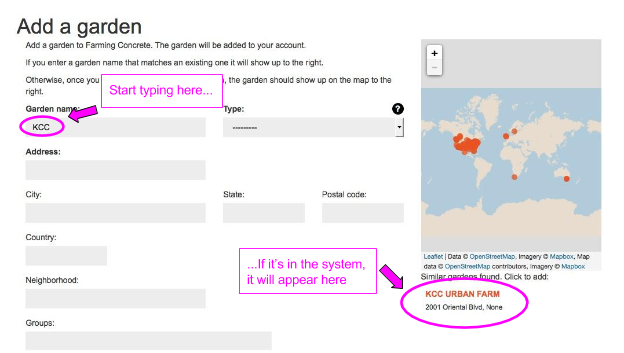 Add a garden
Add a garden to Farming Concrete. The garden will be added to your account.
If you enter a garden name that matches an existing one it will show up to the right.
Otherwise, once you
, the garden should show up on the map to the
right.
Start typing here...
Garden name:
Type:
?
KCC
---------
Address:
City:
State:
Postal code:
Country:
Neighborhood:
Groups:
+
−
Leaflet | Data © OpenStreetMap, Imagery © Mapbox, Map
data © OpenStreetMap contributors, Imagery © Mapbox
Similar gardens found. Click to add:
...If it's in the system,
it will appear here
KCC URBAN FARM
2001 Oriental Blvd, None